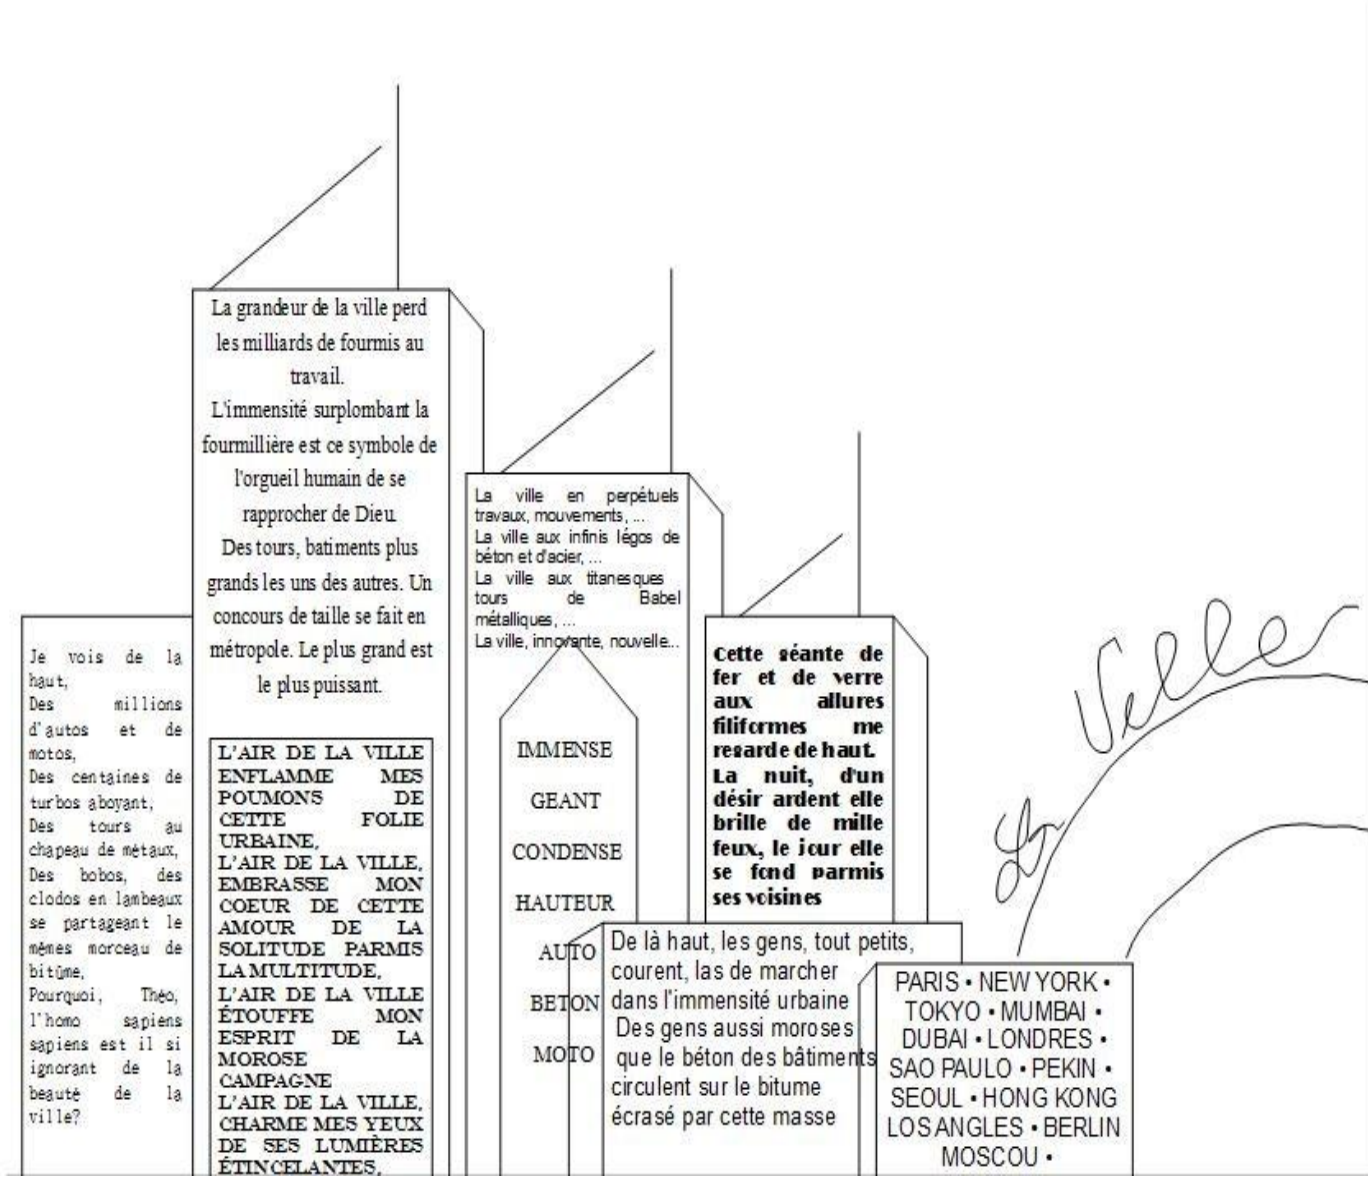 La Ville
La grandeur de la ville perd
les milliards de fourmis au
travail.
L'immensité surplombant la
fourmillière est ce symbole de
l'orgueil humain de se
rapprocher de Dieu.
Des tours, batiments plus
grands les uns des autres. Un
concours de taille se fait en
métropole. Le plus grand est
le plus puissant.
Je vois de la
haut,
Des millions
d'autos et de
motos,
Des centaines de
turbos aboyant,
Des tours au
chapeau de métaux,
Des bobos, des
clodos en lambeaux
se partageant le
mêmes morceau de
bitûme,
Pourquoi, Théo,
l'homo sapiens
sapiens est il si
ignorant de la
beauté de la
ville?
L'AIR DE LA VILLE
ENFLAMME MES
POUMONS DE
CETTE FOLIE
URBAINE,
L'AIR DE LA VILLE,
EMBRASSE MON
COEUR DE CETTE
AMOUR DE LA
SOLITUDE PARMIS
LA MULTITUDE,
L'AIR DE LA VILLE
ÉTOUFFE MON
ESPRIT DE LA
MOROSE
CAMPAGNE
L'AIR DE LA VILLE,
CHARME MES YEUX
DE SES LUMIÈRES
ÉTINCELANTES,
La ville en perpétuels
travaux, mouvements, ...
La ville aux infinis légos de
béton et d'acier, ...
La ville aux titanesques
tours de Babel
métalliques, ...
La ville, innovante, nouvelle...
IMMENSE
GEANT
CONDENSE
HAUTEUR
AUTO
BETON
MOTO
Cette géante de
fer et de verre
aux allures
filiformes me
regarde de haut.
La nuit, d'un
désir ardent elle
brille de mille
feux, le jour elle
se fond parmis
ses voisines
De là haut, les gens, tout petits,
courent, las de marcher
dans l'immensité urbaine
Des gens aussi moroses
que le béton des bâtiments
circulent sur le bitume
écrasé par cette masse
PARIS • NEW YORK •
TOKYO • MUMBAI •
DUBAI • LONDRES •
SAO PAULO • PEKIN •
SEOUL • HONG KONG
LOS ANGLES • BERLIN
MOSCOU •